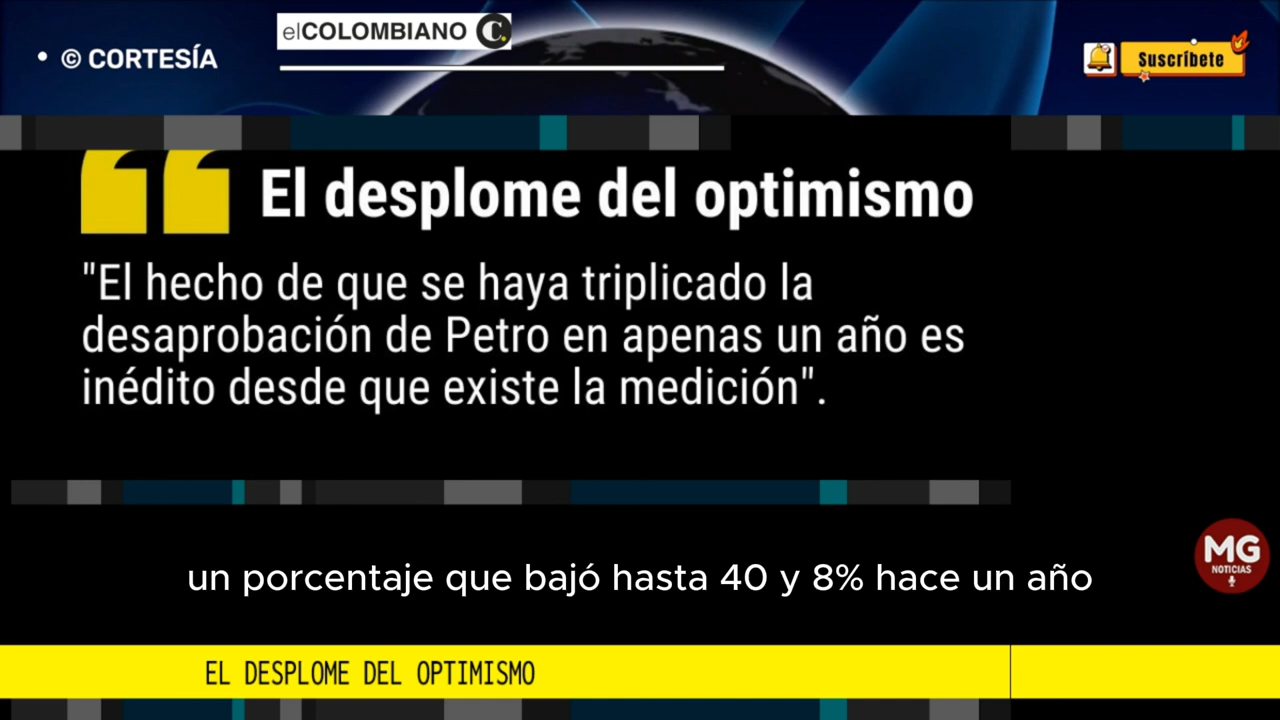 elCOLOMBIANO C.
• © CORTESÍA
Suscríbete
El desplome del optimismo
"El hecho de que se haya triplicado la
desaprobación de Petro en apenas un año es
inédito desde que existe la medición".
MG
NOTICIAS
un porcentaje que bajó hasta 40 y 8% hace un año
EL DESPLOME DEL OPTIMISMO